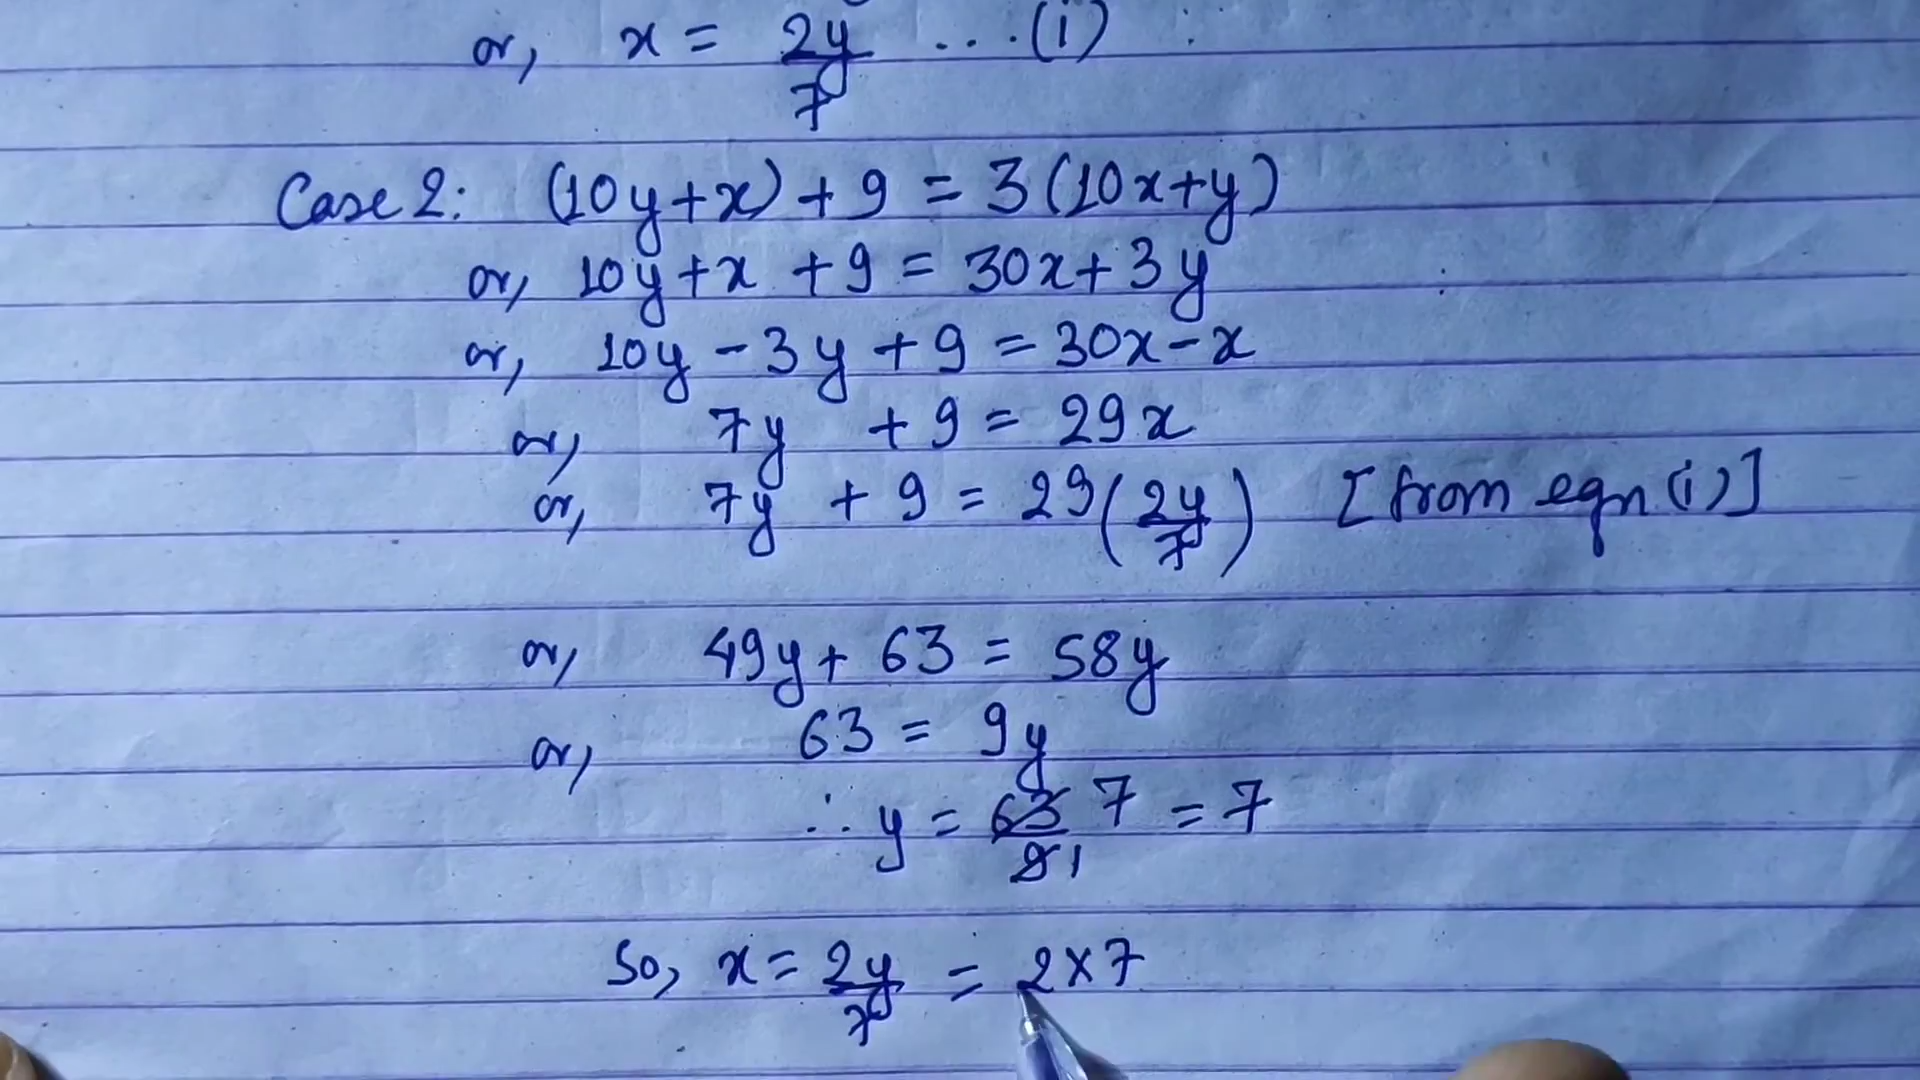 or, x = 2y/7 ...(i)
Case 2: (10y+x) + 9 = 3(10x+y)
or, 10y + x + 9 = 30x + 3y
or, 10y - 3y + 9 = 30x - x
or, 7y + 9 = 29x
or, 7y + 9 = 29(2y/7) [from eqn (i)]
or, 49y + 63 = 58y
or, 63 = 9y
∴ y = 63/9 7/1 = 7
So, x = 2y/7 = 2×7